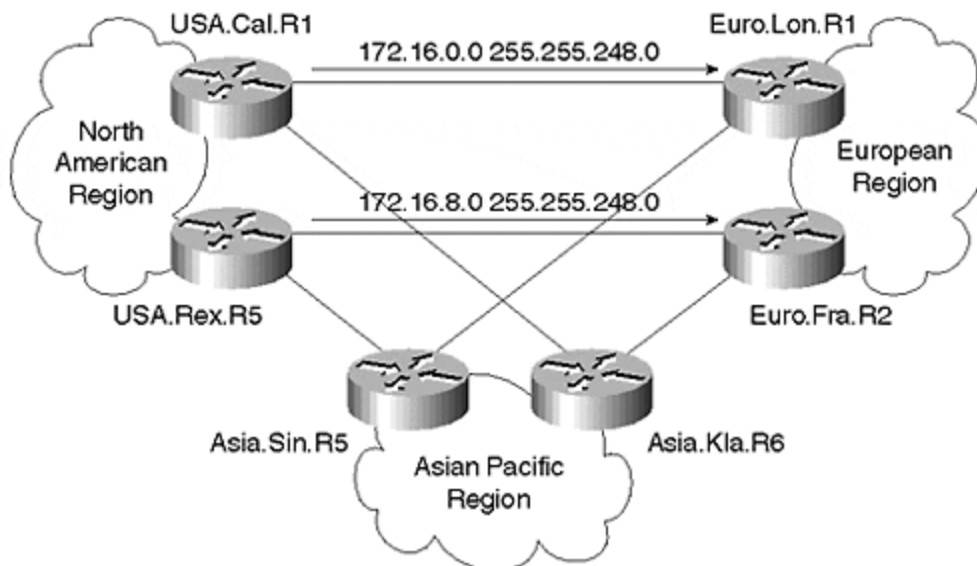 USA.Cal.R1
Euro.Lon.R1
172.16.0.0 255.255.248.0
North
American
Region
European
Region
172.16.8.0 255.255.248.0
USA.Rex.R5
Euro.Fra.R2
Asia.Sin.R5
Asia.Kla.R6
Asian Pacific
Region